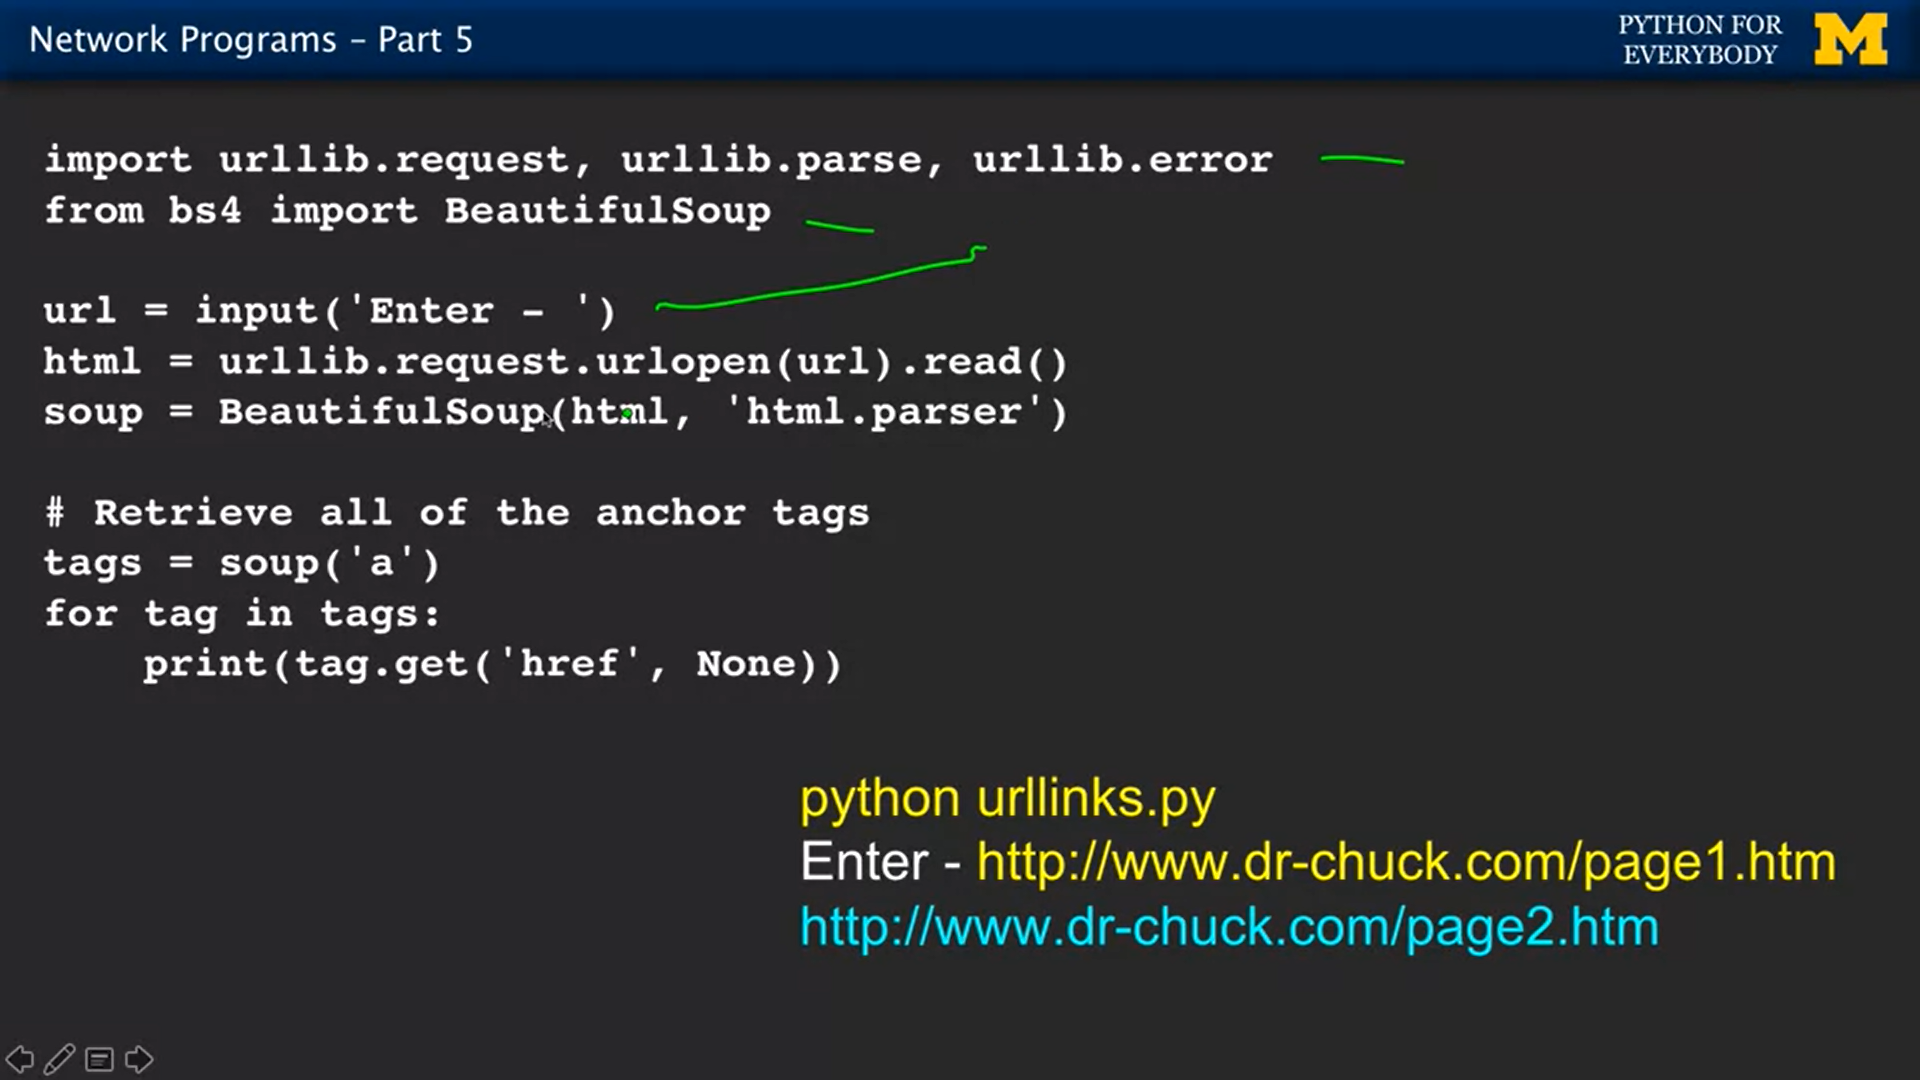 Network Programs – Part 5
PYTHON FOR
EVERYBODY
M
import urllib.request, urllib.parse, urllib.error
from bs4 import BeautifulSoup
url = input('Enter - ')
html = urllib.request.urlopen(url).read()
soup = BeautifulSoup(html, 'html.parser')
# Retrieve all of the anchor tags
tags = soup('a')
for tag in tags:
    print(tag.get('href', None))
python urllinks.py
Enter - http://www.dr-chuck.com/page1.htm
http://www.dr-chuck.com/page2.htm